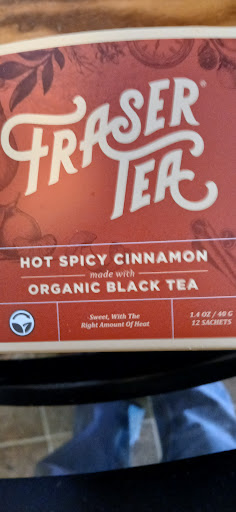 FRASER
TEA
HOT SPICY CINNAMON
made with
ORGANIC BLACK TEA
Sweet, With The
Right Amount Of Heat
1.4 OZ / 40 G
12 SACHETS